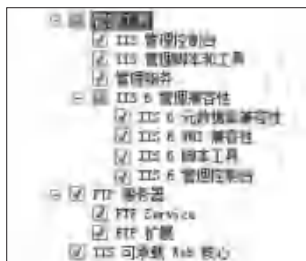 IIS 管理控制台
IIS 管理脚本和工具
管理服务
IIS 6 管理兼容性
IIS 6 元数据库兼容性
IIS 6 WMI 兼容性
IIS 6 脚本工具
IIS 6 管理控制台
FTP 服务器
FTP Service
FTP 扩展
IIS 可承载 Web 核心